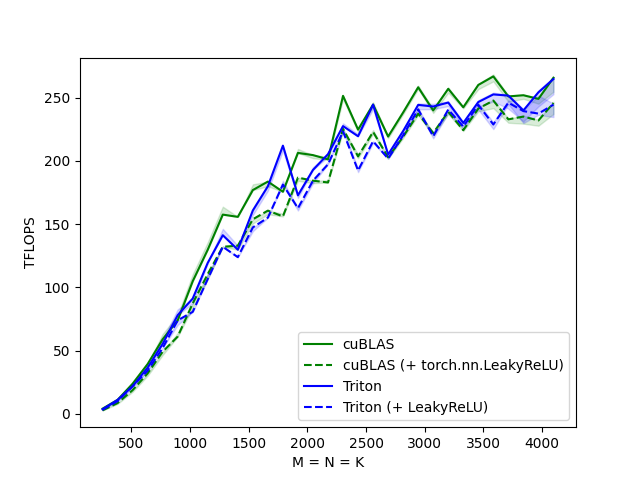 TFLOPS
250
200
150
100
50
0
500 1000 1500 2000 2500 3000 3500 4000
M = N = K
cuBLAS
cuBLAS (+ torch.nn.LeakyReLU)
Triton
Triton (+ LeakyReLU)